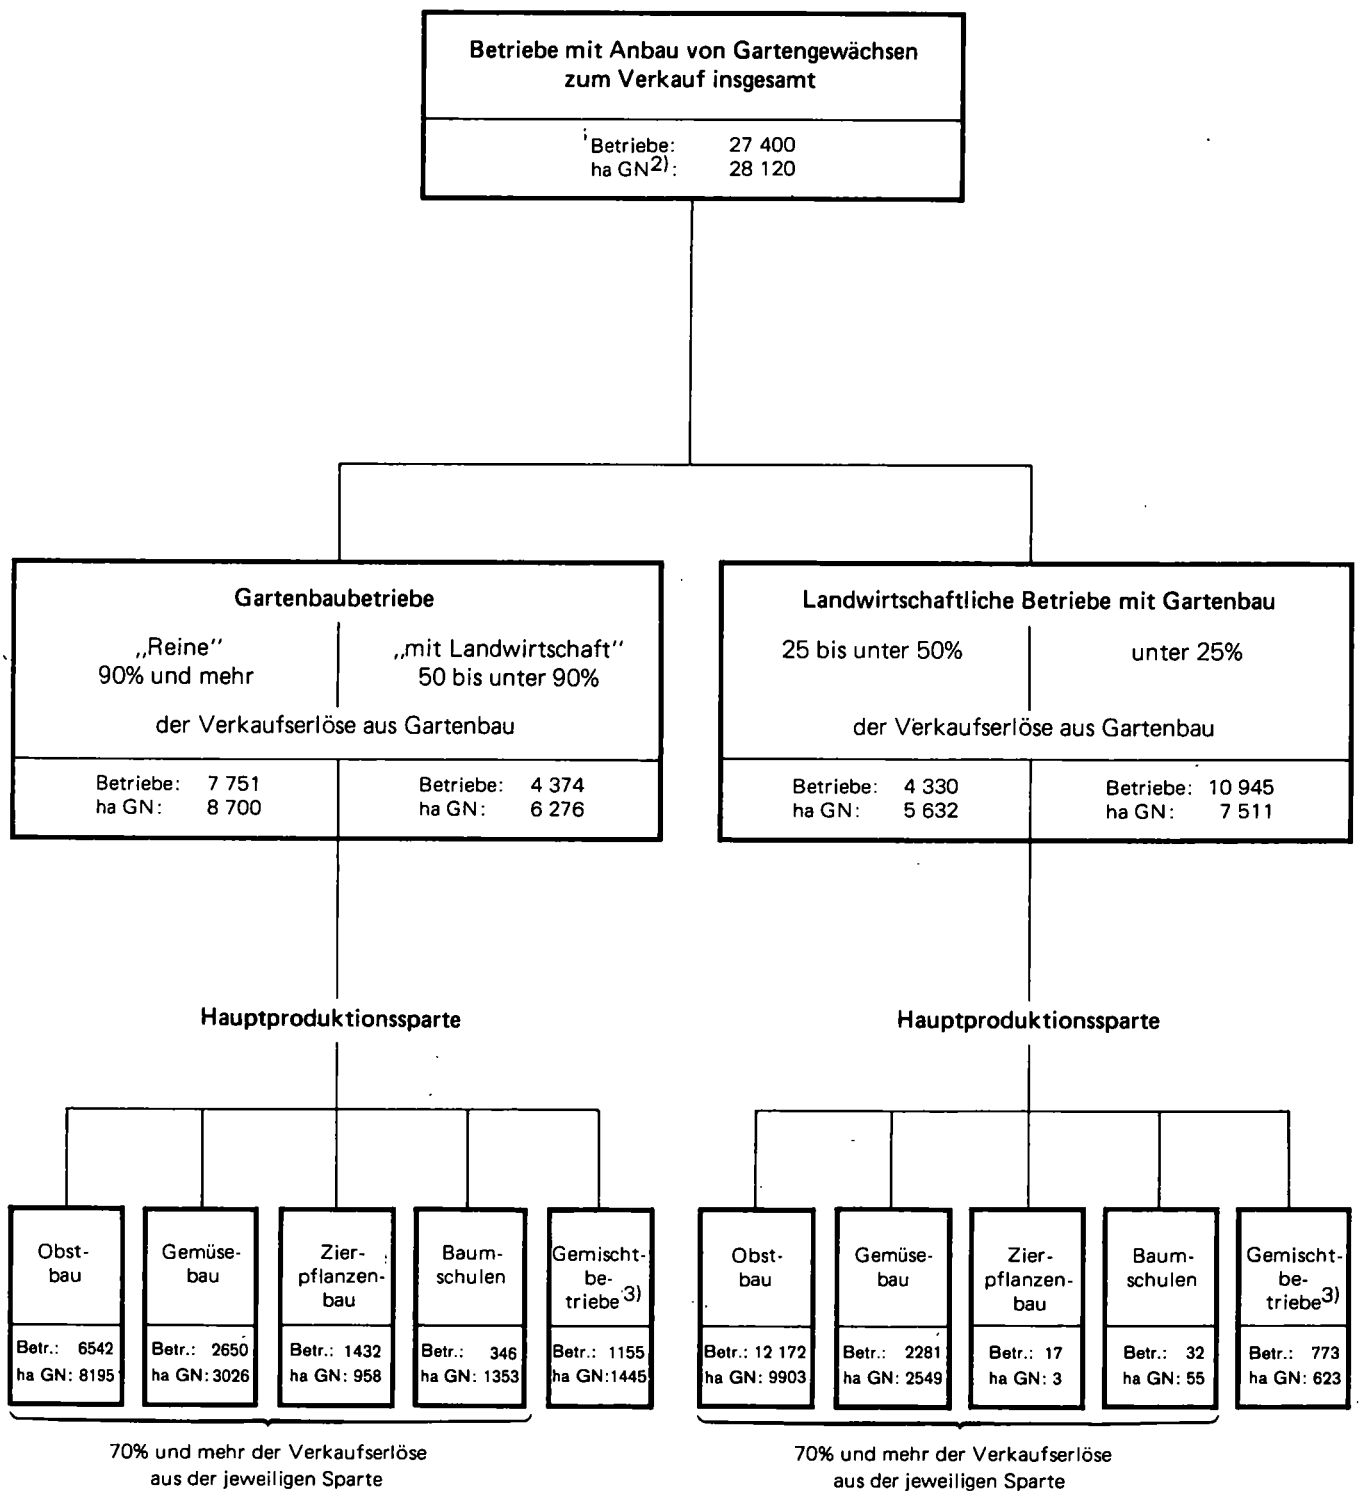 Betriebe mit Anbau von Gartengewächsen
zum Verkauf insgesamt
Betriebe: 27 400
ha GN2): 28 120
Gartenbaubetriebe
„Reine" „mit Landwirtschaft"
90% und mehr 50 bis unter 90%
der Verkaufserlöse aus Gartenbau
Betriebe: 7 751 Betriebe: 4 374
ha GN: 8 700 ha GN: 6 276
Landwirtschaftliche Betriebe mit Gartenbau
25 bis unter 50% unter 25%
der Verkaufserlöse aus Gartenbau
Betriebe: 4 330 Betriebe: 10 945
ha GN: 5 632 ha GN: 7 511
Hauptproduktionssparte
Obst-
bau
Betr.: 6542
ha GN: 8195
Gemüse-
bau
Betr.: 2650
ha GN: 3026
Zier-
pflanzen-
bau
Betr.: 1432
ha GN: 958
Baum-
schulen
Betr.: 346
ha GN: 1353
Gemischt-
be-
triebe3)
Betr.: 1155
ha GN: 1445
70% und mehr der Verkaufserlöse
aus der jeweiligen Sparte
Hauptproduktionssparte
Obst-
bau
Betr.: 12 172
ha GN: 9903
Gemüse-
bau
Betr.: 2281
ha GN: 2549
Zier-
pflanzen-
bau
Betr.: 17
ha GN: 3
Baum-
schulen
Betr.: 32
ha GN: 55
Gemischt-
be-
triebe3)
Betr.: 773
ha GN: 623
70% und mehr der Verkaufserlöse
aus der jeweiligen Sparte